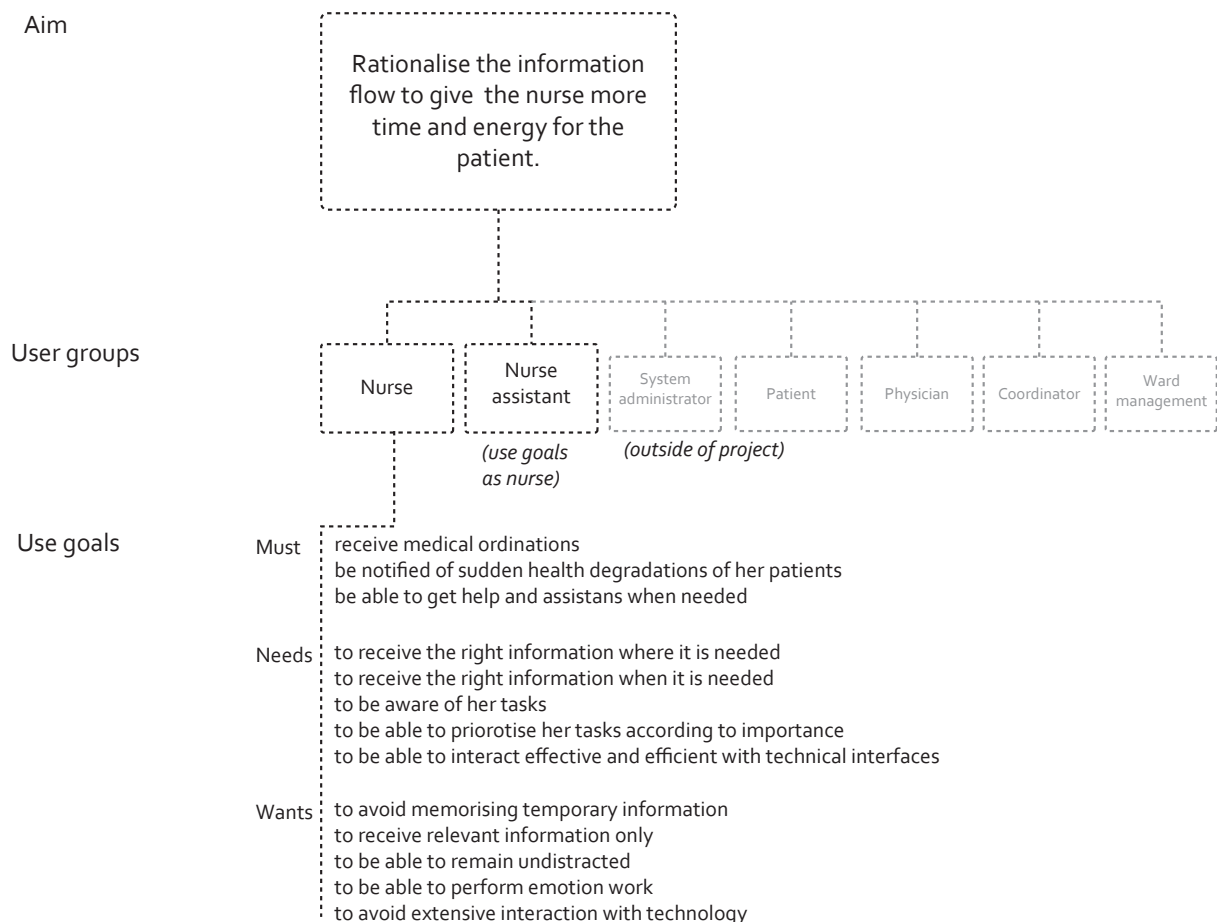 Aim
Rationalise the information
flow to give the nurse more
time and energy for the
patient.
User groups
Nurse
Nurse
assistant
System
administrator
Patient
Physician
Coordinator
Ward
management
(use goals
as nurse)
(outside of project)
Use goals
Must
receive medical ordinations
be notified of sudden health degradations of her patients
be able to get help and assistans when needed
Needs
to receive the right information where it is needed
to receive the right information when it is needed
to be aware of her tasks
to be able to priorotise her tasks according to importance
to be able to interact effective and efficient with technical interfaces
Wants
to avoid memorising temporary information
to receive relevant information only
to be able to remain undistracted
to be able to perform emotion work
to avoid extensive interaction with technology